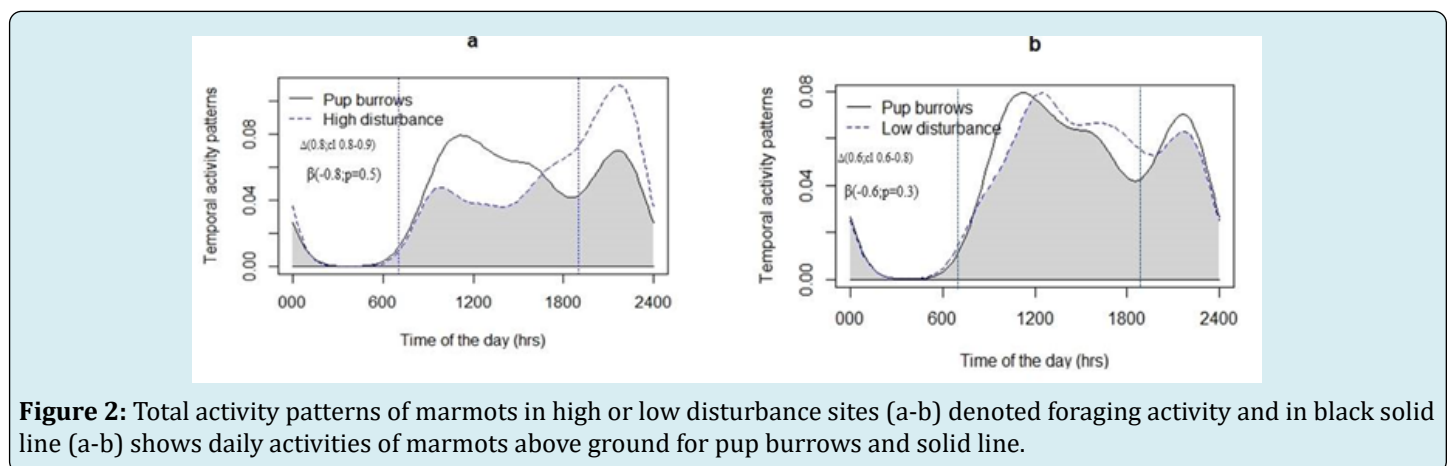 a
Temporal activity patterns
0.00 0.04 0.08
Pup burrows
High disturbance
Δ(0.8;cl 0.8-0.9)
β(-0.8;p=0.5)
000 600 1200 1800 2400
Time of the day (hrs)
b
Temporal activity patterns
0.00 0.04 0.08
Pup burrows
Low disturbance
Δ(0.6;cl 0.6-0.8)
β(-0.6;p=0.3)
000 600 1200 1800 2400
Time of the day (hrs)
Figure 2: Total activity patterns of marmots in high or low disturbance sites (a-b) denoted foraging activity and in black solid
line (a-b) shows daily activities of marmots above ground for pup burrows and solid line.